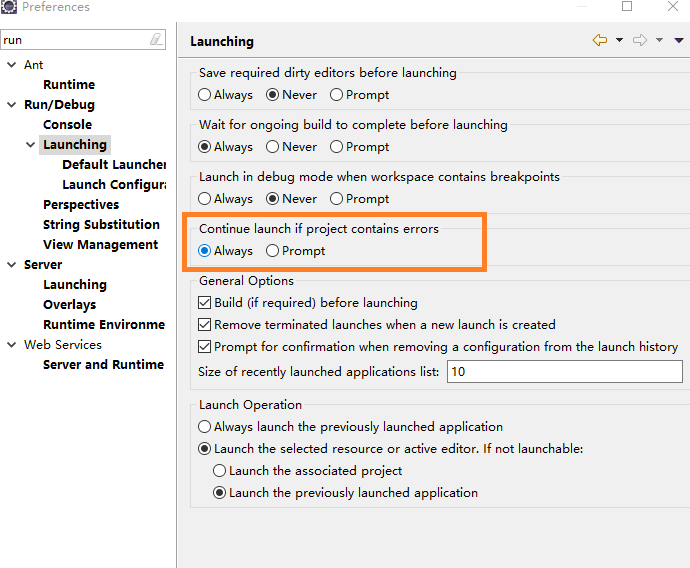 Preferences
run
Ant
Runtime
Run/Debug
Console
Launching
Default Launcher
Launch Configura
Perspectives
String Substitution
View Management
Server
Launching
Overlays
Runtime Environme
Web Services
Server and Runtime
Launching
Save required dirty editors before launching
Always Never Prompt
Wait for ongoing build to complete before launching
Always Never Prompt
Launch in debug mode when workspace contains breakpoints
Always Never Prompt
Continue launch if project contains errors
Always Prompt
General Options
Build (if required) before launching
Remove terminated launches when a new launch is created
Prompt for confirmation when removing a configuration from the launch history
Size of recently launched applications list: 10
Launch Operation
Always launch the previously launched application
Launch the selected resource or active editor. If not launchable:
Launch the associated project
Launch the previously launched application